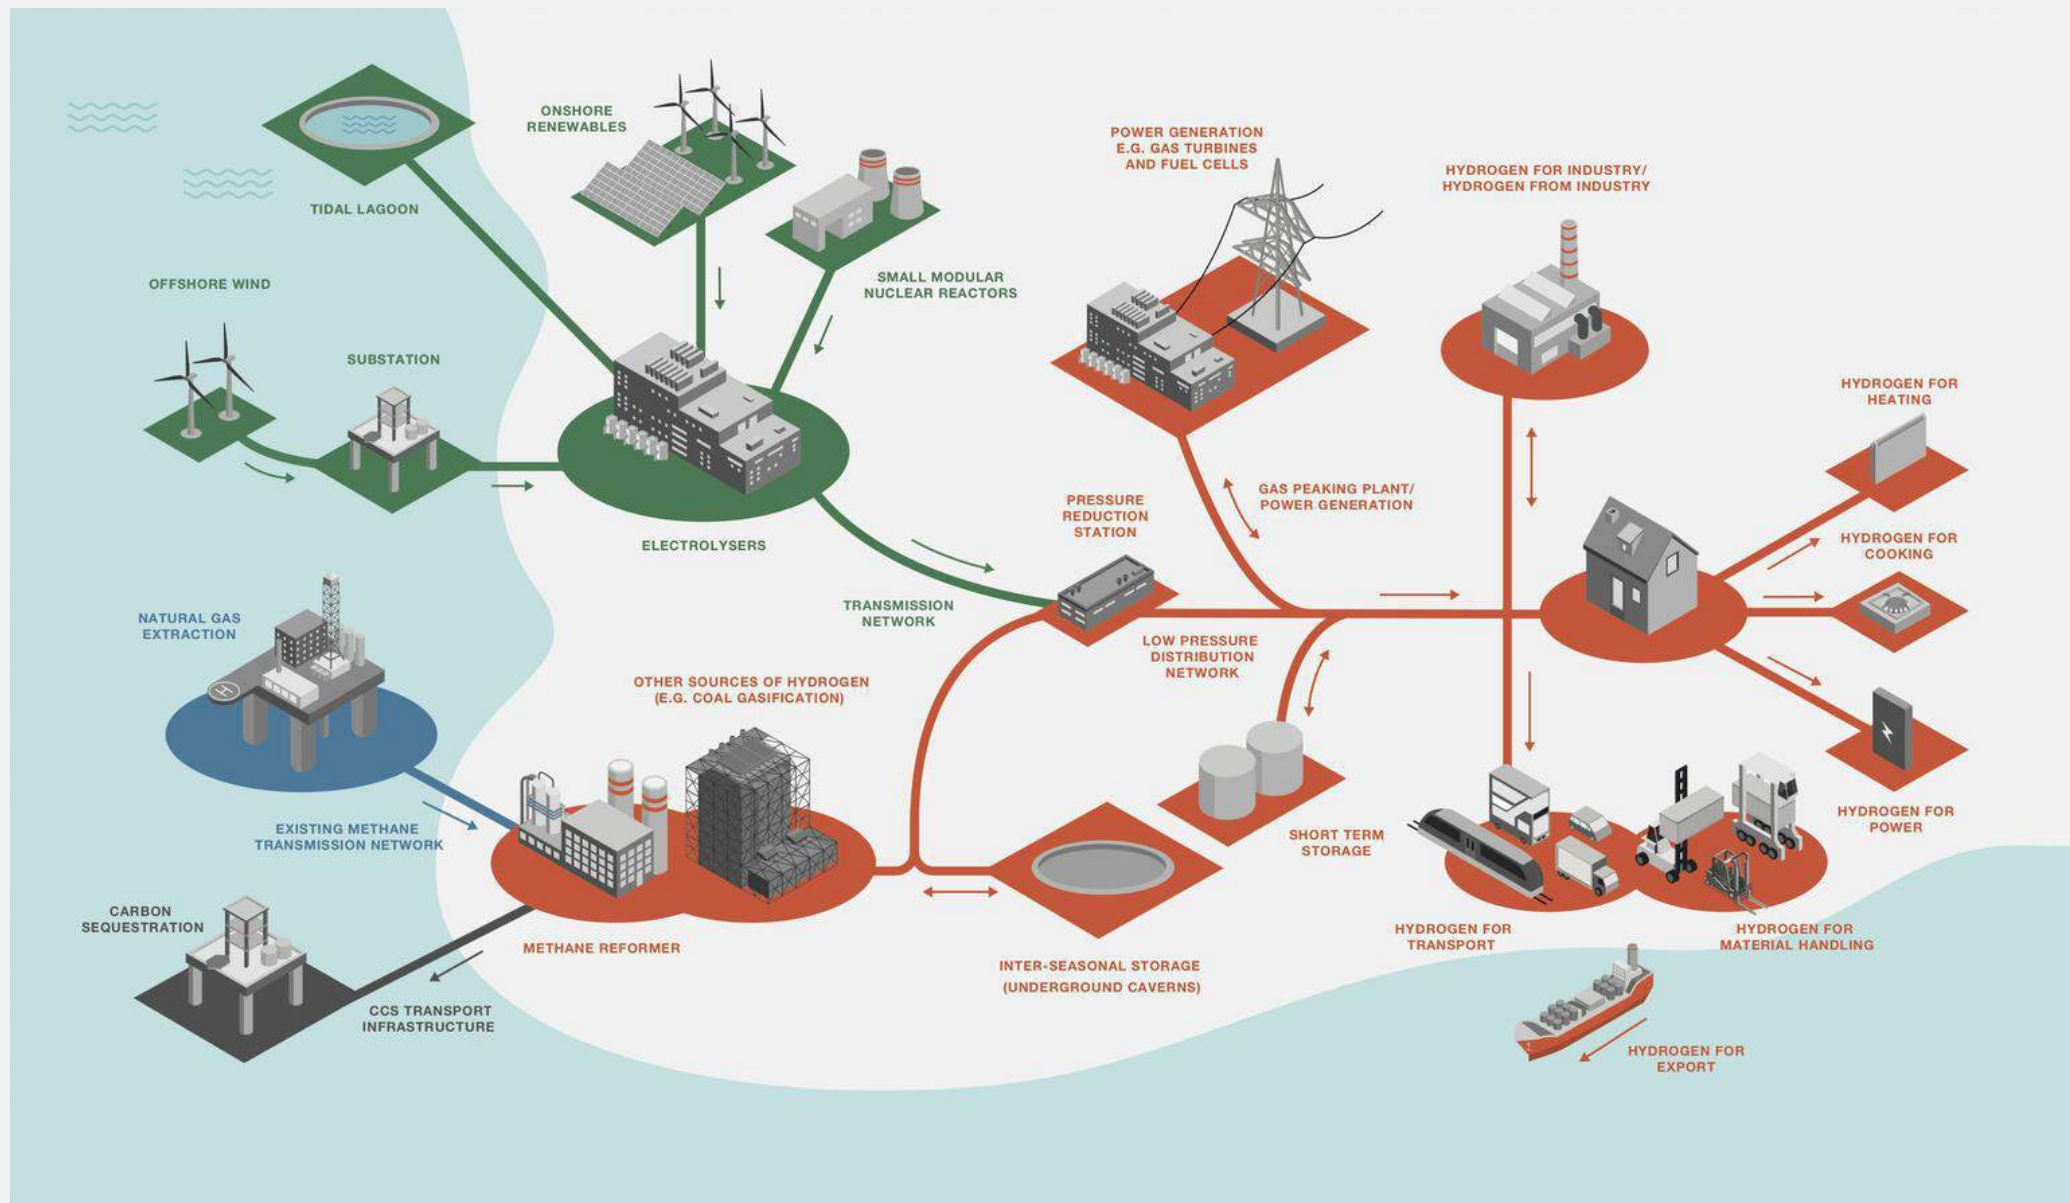 TIDAL LAGOON
ONSHORE
RENEWABLES
SMALL MODULAR
NUCLEAR REACTORS
OFFSHORE WIND
SUBSTATION
ELECTROLYSERS
TRANSMISSION
NETWORK
NATURAL GAS
EXTRACTION
H
EXISTING METHANE
TRANSMISSION NETWORK
CARBON
SEQUESTRATION
CCS TRANSPORT
INFRASTRUCTURE
OTHER SOURCES OF HYDROGEN
(E.G. COAL GASIFICATION)
METHANE REFORMER
INTER-SEASONAL STORAGE
(UNDERGROUND CAVERNS)
POWER GENERATION
E.G. GAS TURBINES
AND FUEL CELLS
PRESSURE
REDUCTION
STATION
GAS PEAKING PLANT/
POWER GENERATION
LOW PRESSURE
DISTRIBUTION
NETWORK
SHORT TERM
STORAGE
HYDROGEN FOR INDUSTRY/
HYDROGEN FROM INDUSTRY
HYDROGEN FOR
HEATING
HYDROGEN FOR
COOKING
HYDROGEN FOR
POWER
HYDROGEN FOR
TRANSPORT
HYDROGEN FOR
MATERIAL HANDLING
HYDROGEN FOR
EXPORT